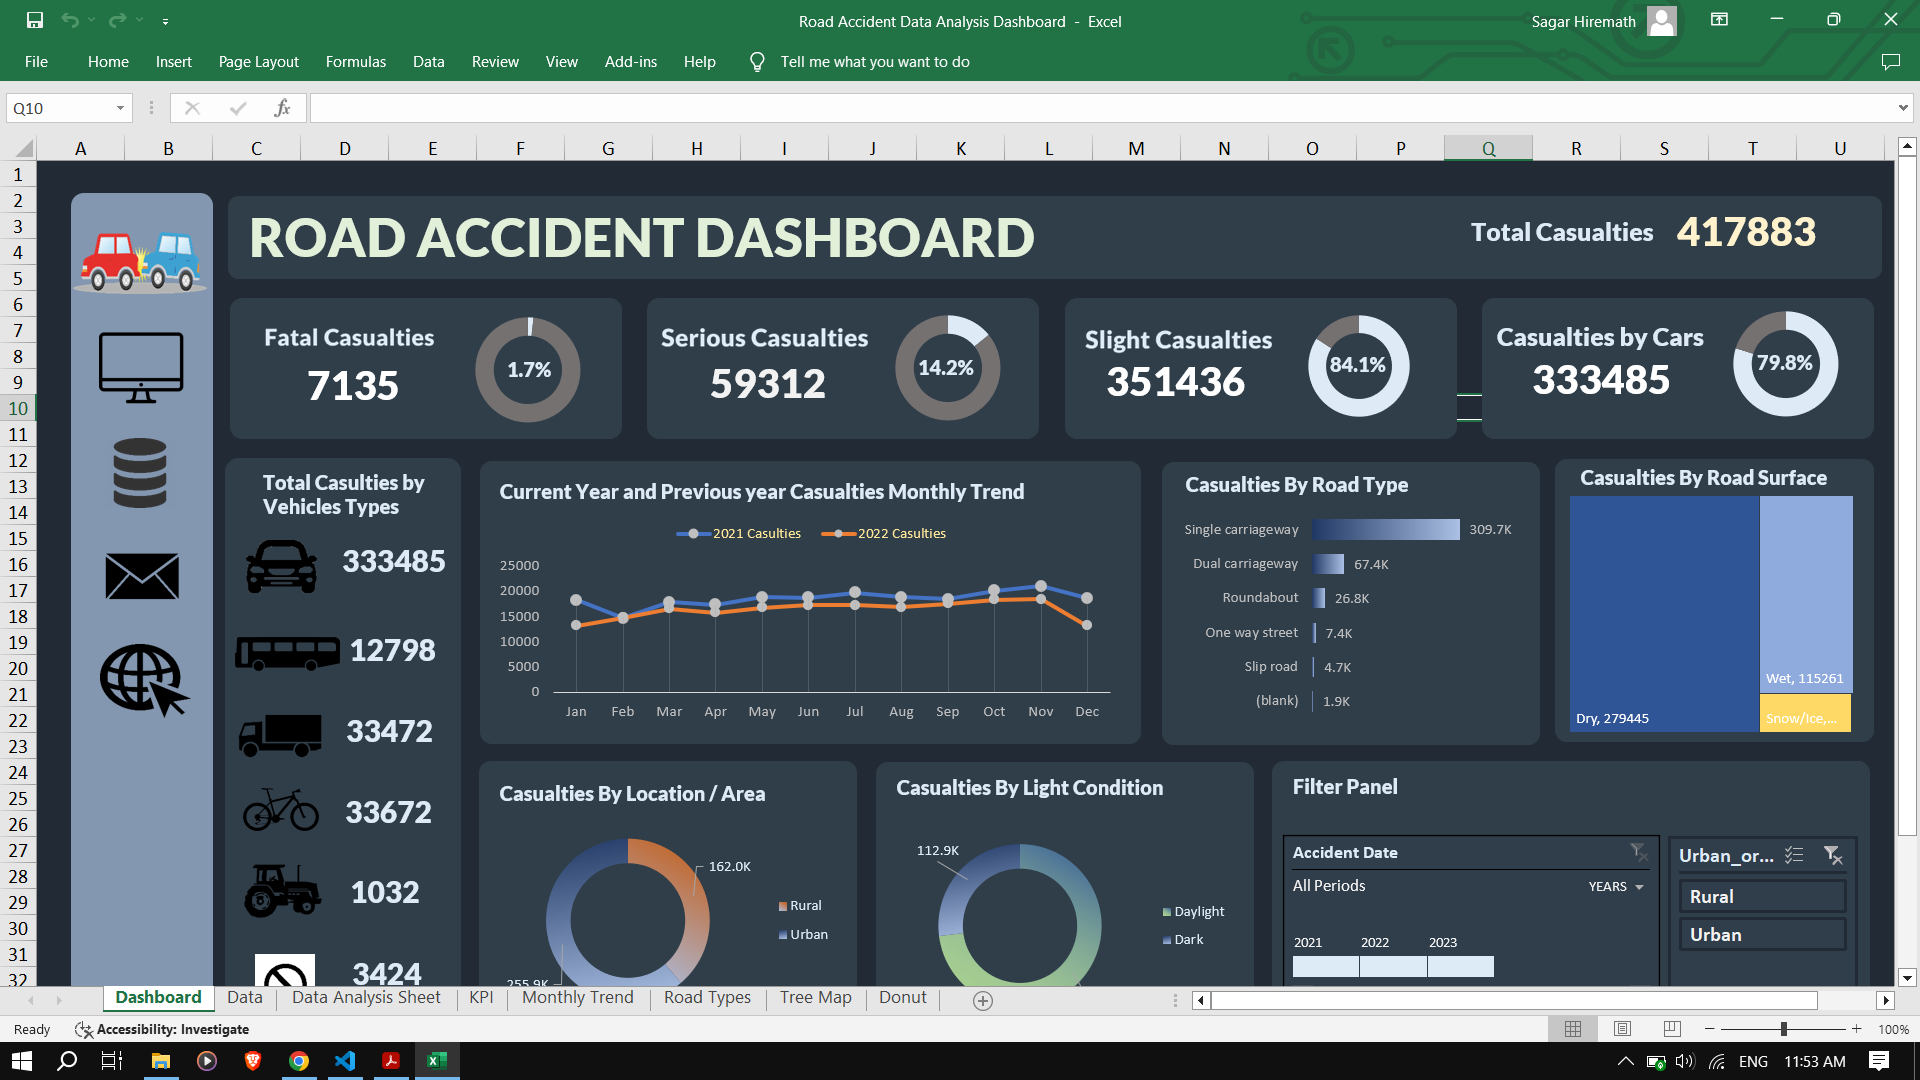 Road Accident Data Analysis Dashboard - Excel
Sagar Hiremath
File Home Insert Page Layout Formulas Data Review View Add-ins Help Tell me what you want to do
Q10
fx
A B C D E F G H I J K L M N O P Q R S T U
1
2
3
4
5
6
7
8
9
10
11
12
13
14
15
16
17
18
19
20
21
22
23
24
25
26
27
28
29
30
31
32
ROAD ACCIDENT DASHBOARD
Total Casualties 417883
Fatal Casualties
7135
1.7%
Serious Casualties
59312
14.2%
Slight Casualties
351436
84.1%
Casualties by Cars
333485
79.8%
Total Casulties by
Vehicles Types
333485
12798
33472
33672
1032
3424
Current Year and Previous year Casualties Monthly Trend
2021 Casulties 2022 Casulties
25000
20000
15000
10000
5000
0
Jan Feb Mar Apr May Jun Jul Aug Sep Oct Nov Dec
Casualties By Road Type
Single carriageway 309.7K
Dual carriageway 67.4K
Roundabout 26.8K
One way street 7.4K
Slip road 4.7K
(blank) 1.9K
Casualties By Road Surface
Wet, 115261
Dry, 279445
Snow/Ice,...
Casualties By Location / Area
162.0K
Rural
Urban
255.9K
Casualties By Light Condition
112.9K
Daylight
Dark
Filter Panel
Accident Date
All Periods YEARS
2021 2022 2023
Urban_or...
Rural
Urban
Dashboard Data Data Analysis Sheet KPI Monthly Trend Road Types Tree Map Donut
Ready Accessibility: Investigate
100%
ENG 11:53 AM